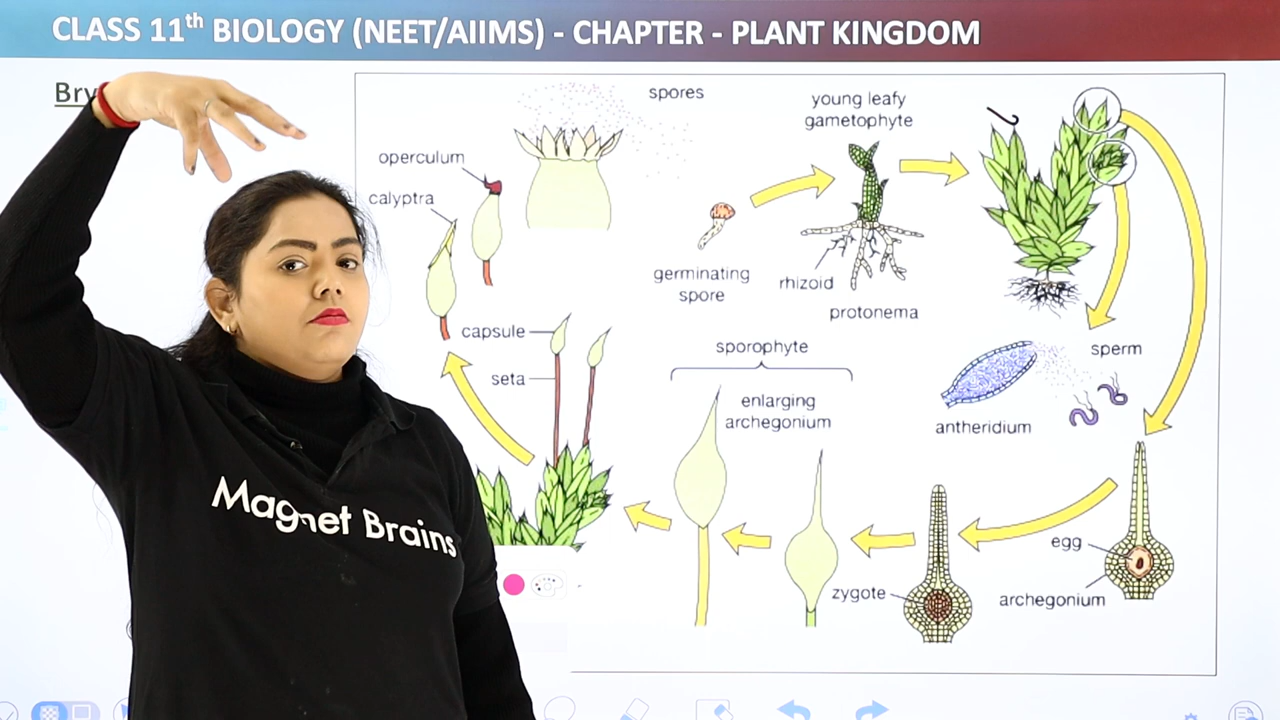 CLASS 11th BIOLOGY (NEET/AIIMS) - CHAPTER - PLANT KINGDOM
Bry
spores
young leafy
gametophyte
operculum
calyptra
germinating
spore
rhizoid
protonema
capsule
seta
sporophyte
enlarging
archegonium
sperm
antheridium
egg
zygote
archegonium
Magnet Brains